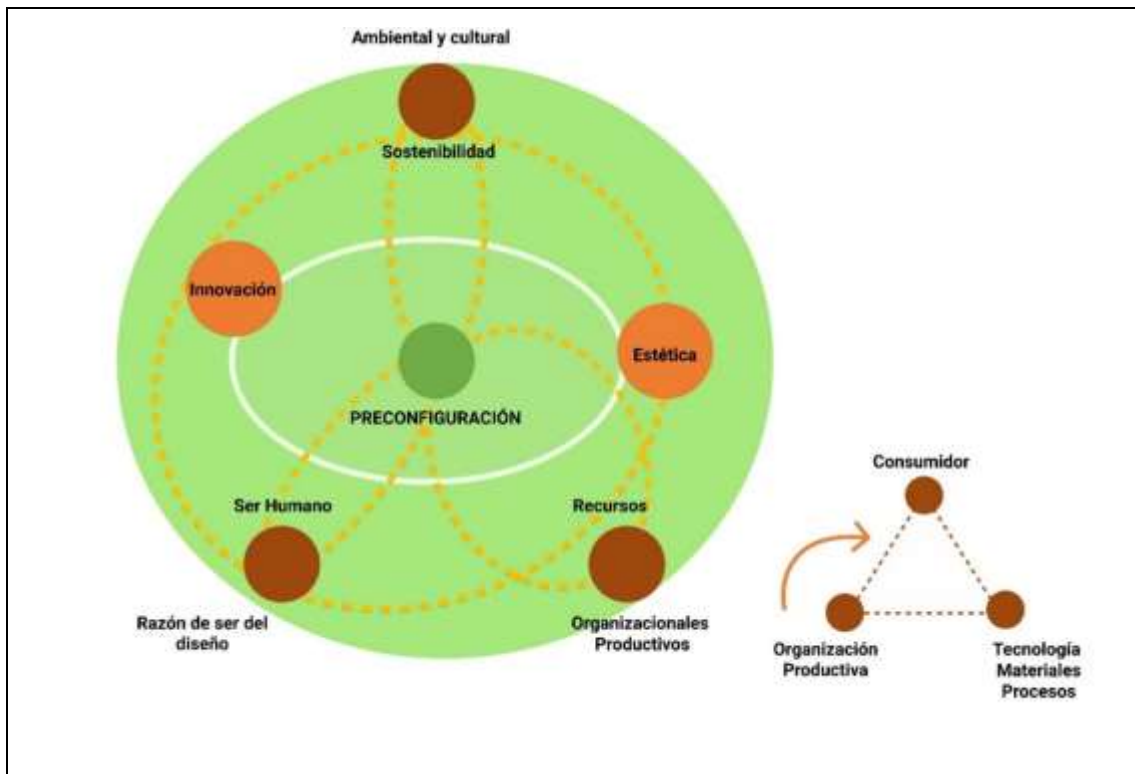 Ambiental y cultural
Sostenibilidad
Innovación
Estética
PRECONFIGURACIÓN
Ser Humano
Recursos
Razón de ser del
diseño
Organizacionales
Productivos
Consumidor
Organización
Productiva
Tecnología
Materiales
Procesos